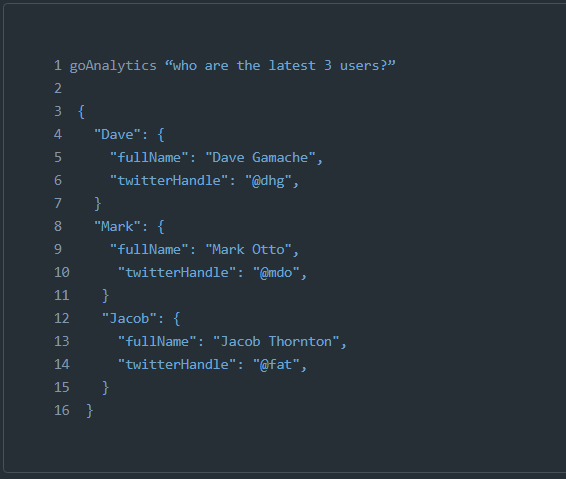 1 goAnalytics “who are the latest 3 users?”
2
3 {
4 "Dave": {
5 "fullName": "Dave Gamache",
6 "twitterHandle": "@dhg",
7 }
8 "Mark": {
9 "fullName": "Mark Otto",
10 "twitterHandle": "@mdo",
11 }
12 "Jacob": {
13 "fullName": "Jacob Thornton",
14 "twitterHandle": "@fat",
15 }
16 }